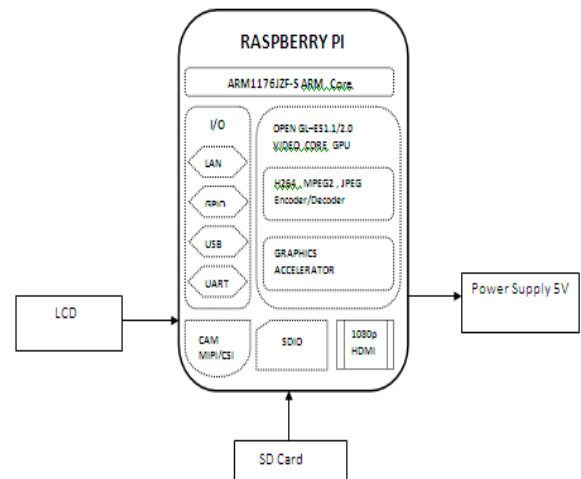 RASPBERRY PI
ARM1176JZF-S ARM Core
I/O
LAN
GPIO
USB
UART
OPEN GL-ES1.1/2.0
VIDEO CORE GPU
H264, MPEG2 , JPEG
Encoder/Decoder
GRAPHICS
ACCELERATOR
LCD
Power Supply 5V
CAM
MIPI/CSI
SDIO
1080p
HDMI
SD Card